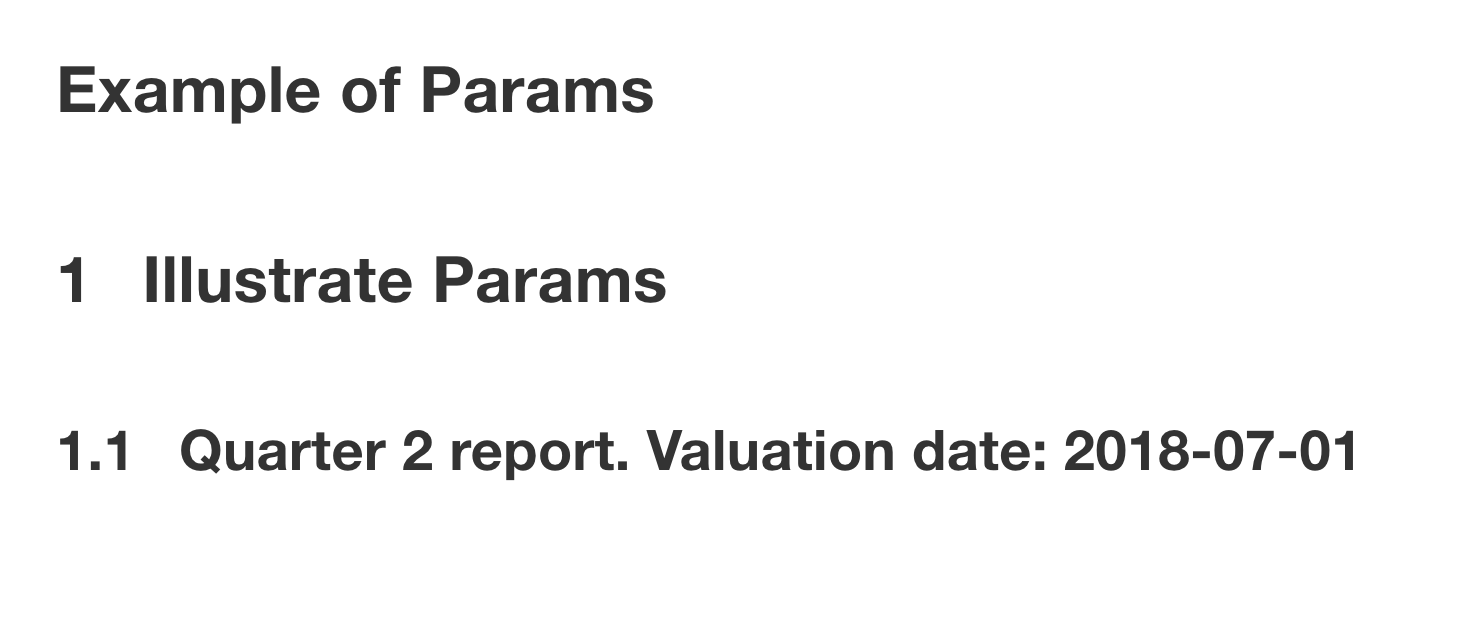 Example of Params
1 Illustrate Params
1.1 Quarter 2 report. Valuation date: 2018-07-01